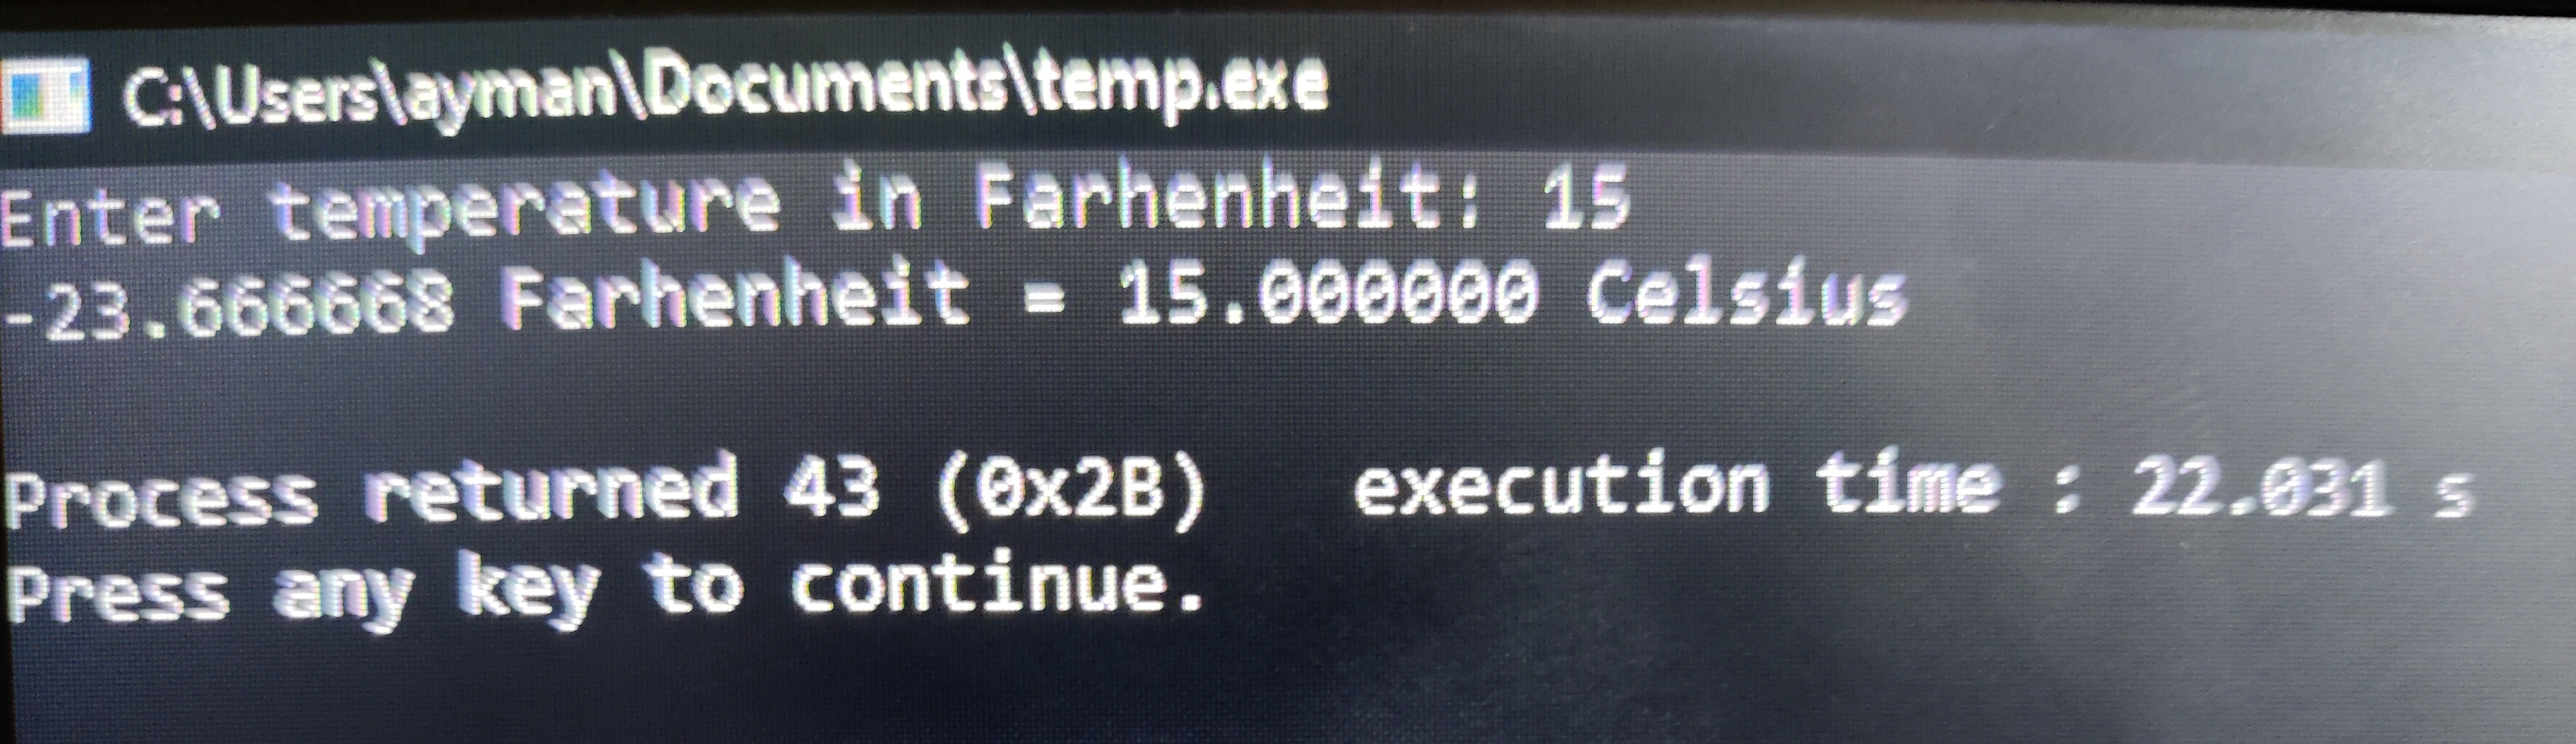 C:\Users\ayman\Documents\temp.exe
Enter temperature in Farhenheit: 15
-23.666668 Farhenheit = 15.000000 Celsius
Process returned 43 (0x2B)   execution time : 22.031 s
Press any key to continue.